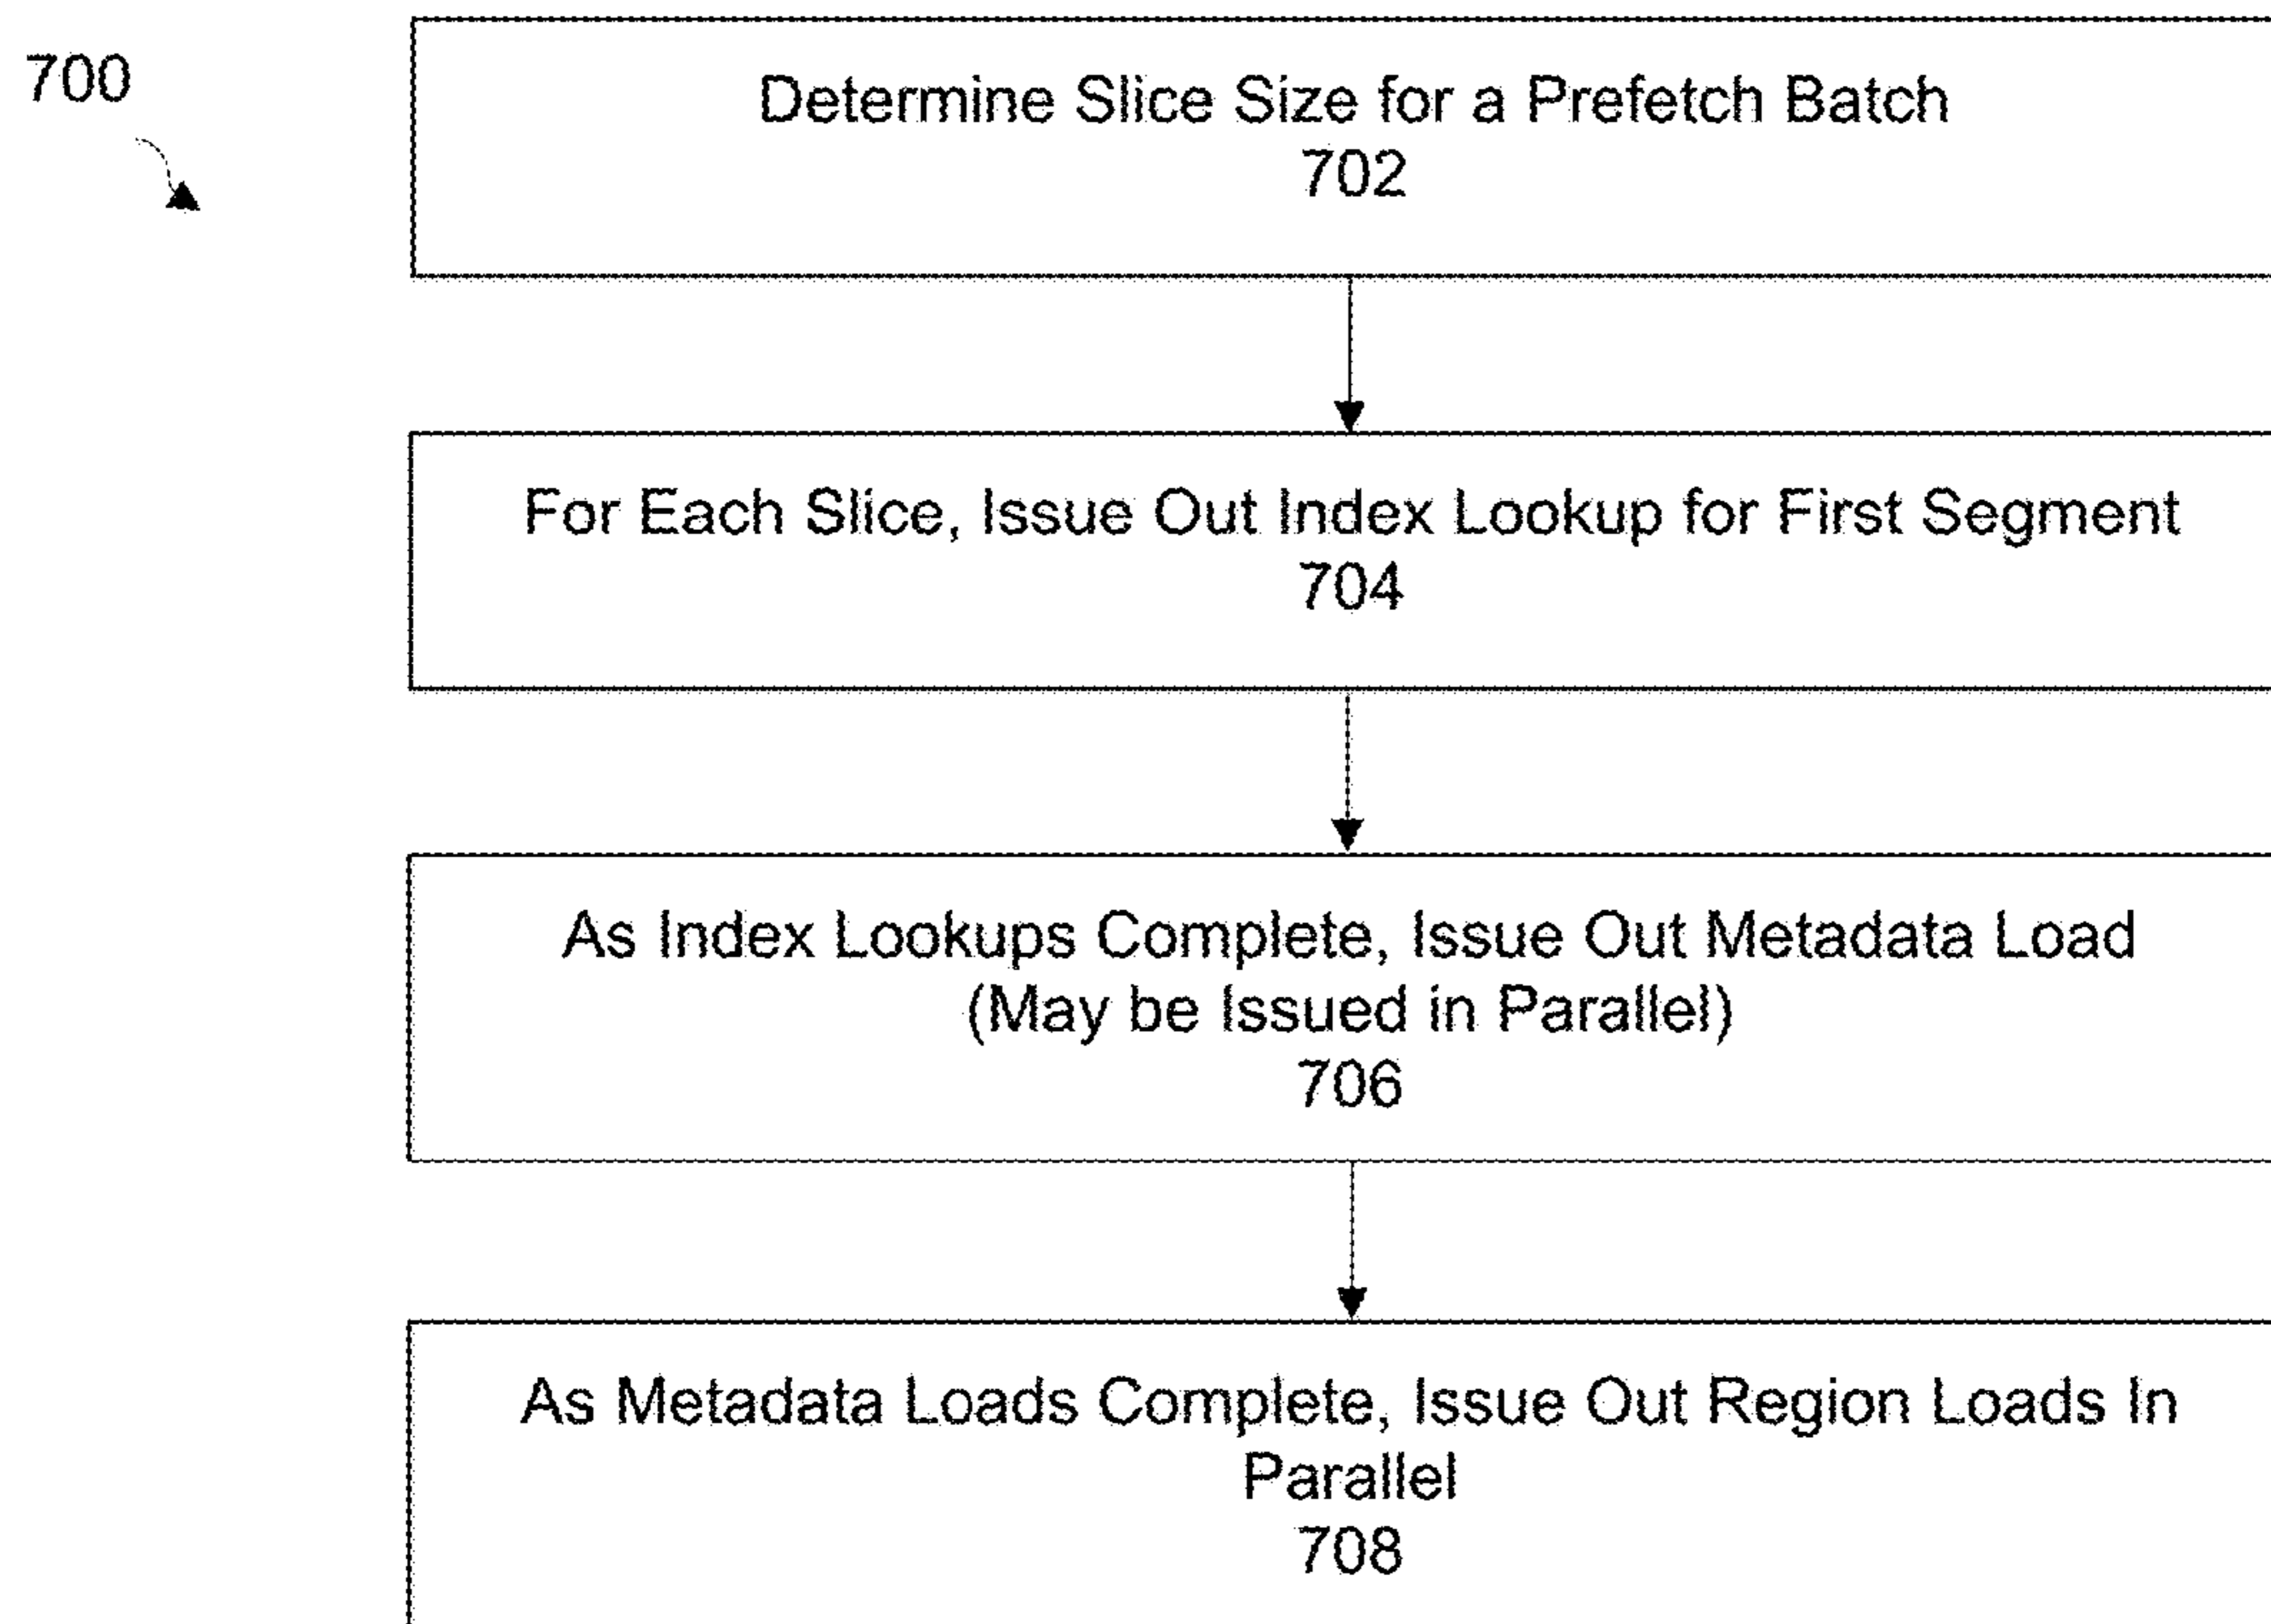 700
Determine Slice Size for a Prefetch Batch
702
For Each Slice, Issue Out Index Lookup for First Segment
704
As Index Lookups Complete, Issue Out Metadata Load
(May be Issued in Parallel)
706
As Metadata Loads Complete, Issue Out Region Loads In
Parallel
708